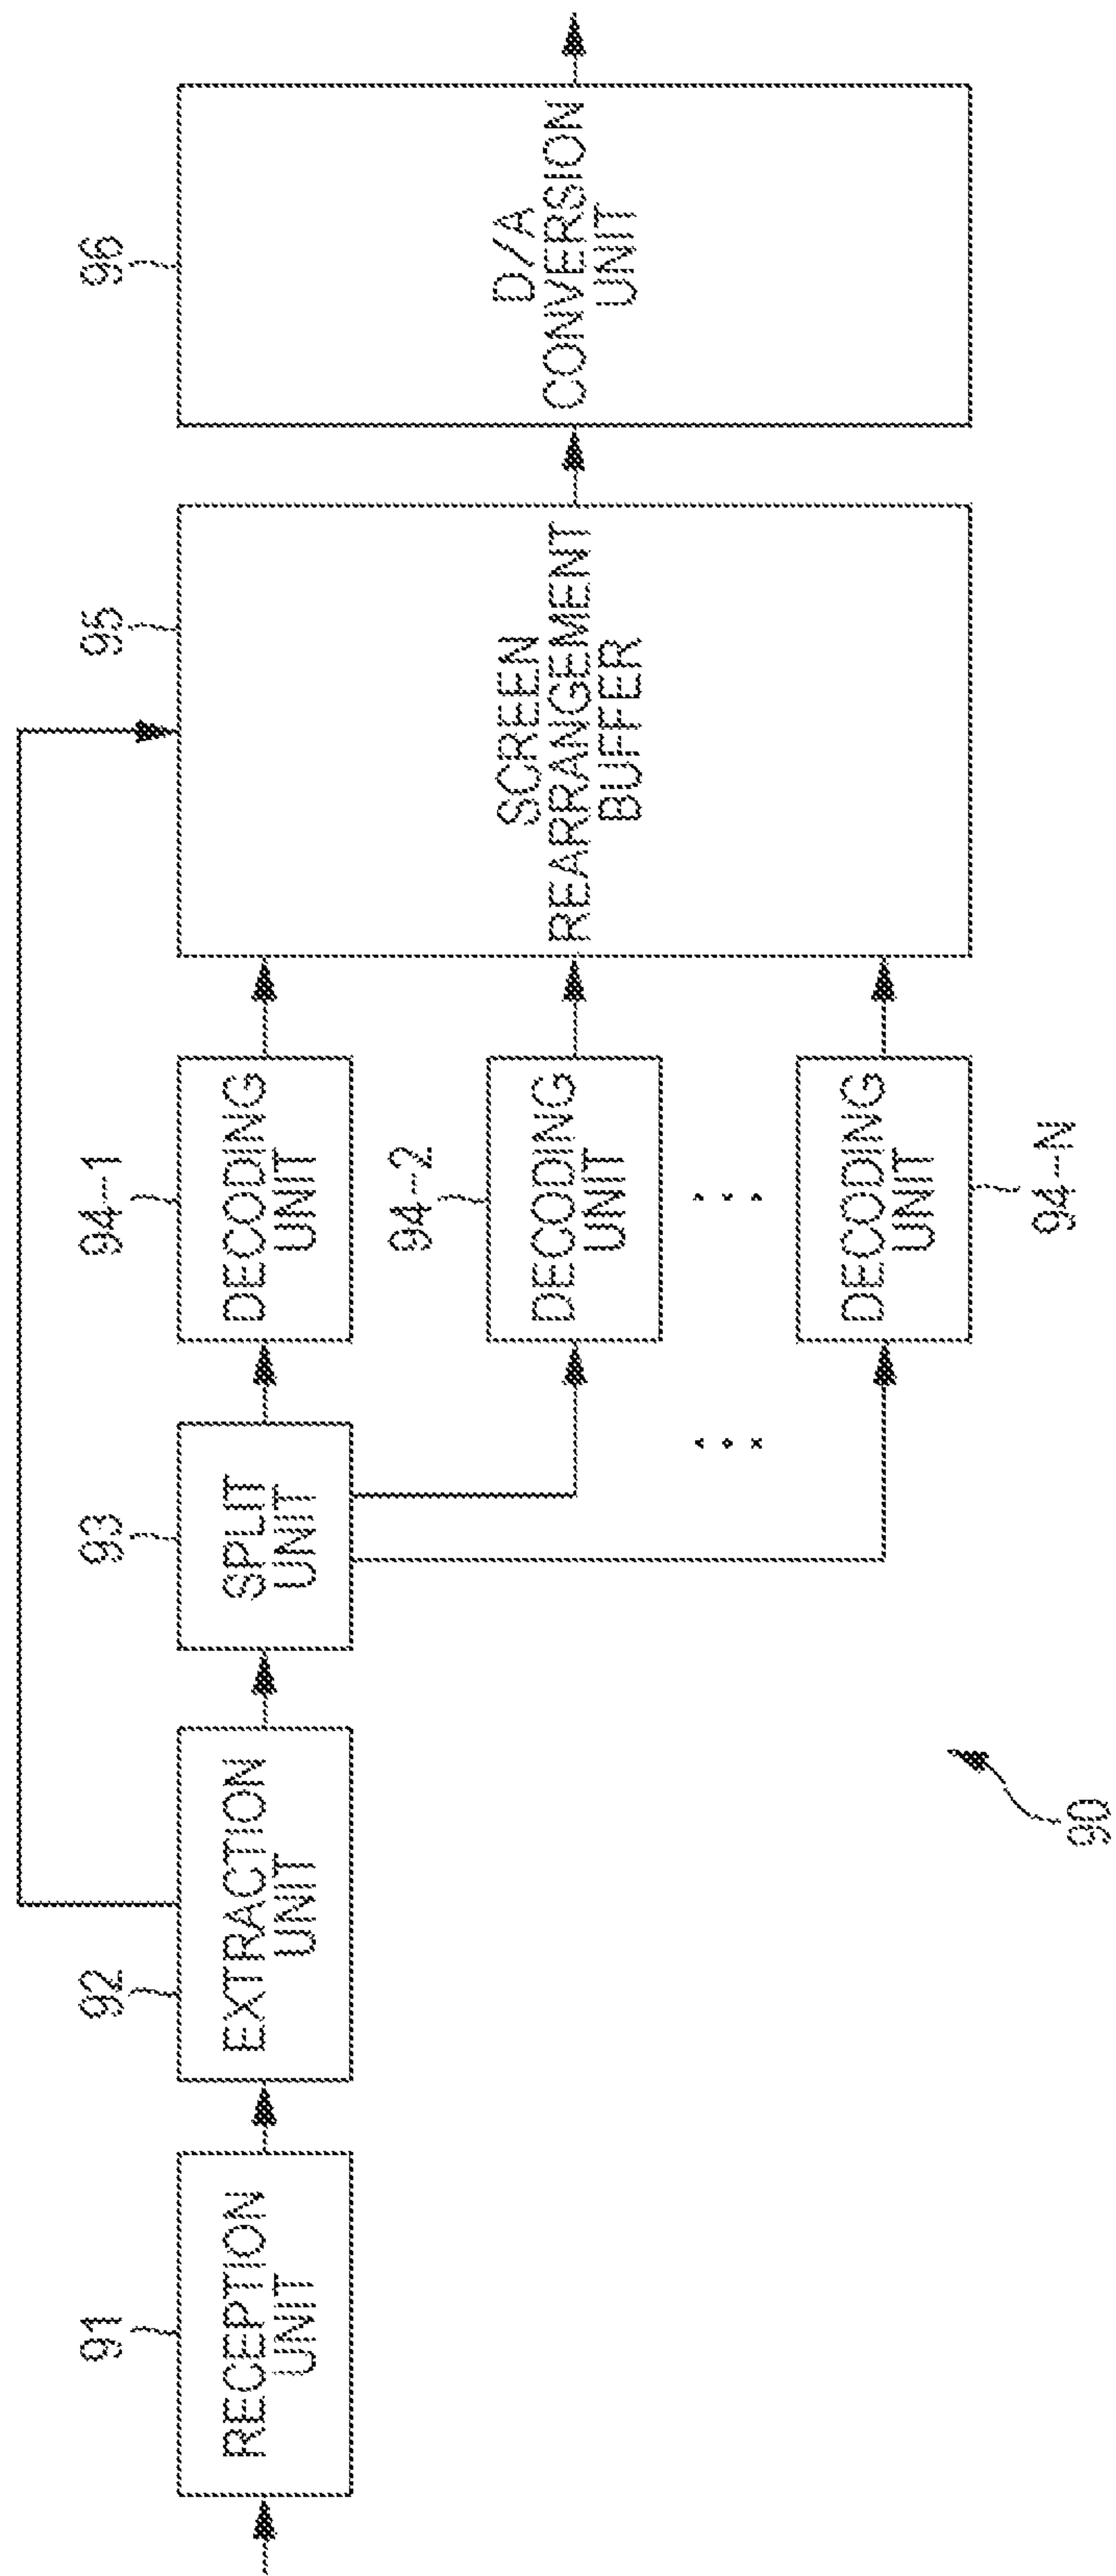 91
RECEPTION
UNIT
92
EXTRACTION
UNIT
93
SPLIT
UNIT
94-1
DECODING
UNIT
94-2
DECODING
UNIT
94-N
DECODING
UNIT
95
SCREEN
REARRANGEMENT
BUFFER
96
D/A
CONVERSION
UNIT
90